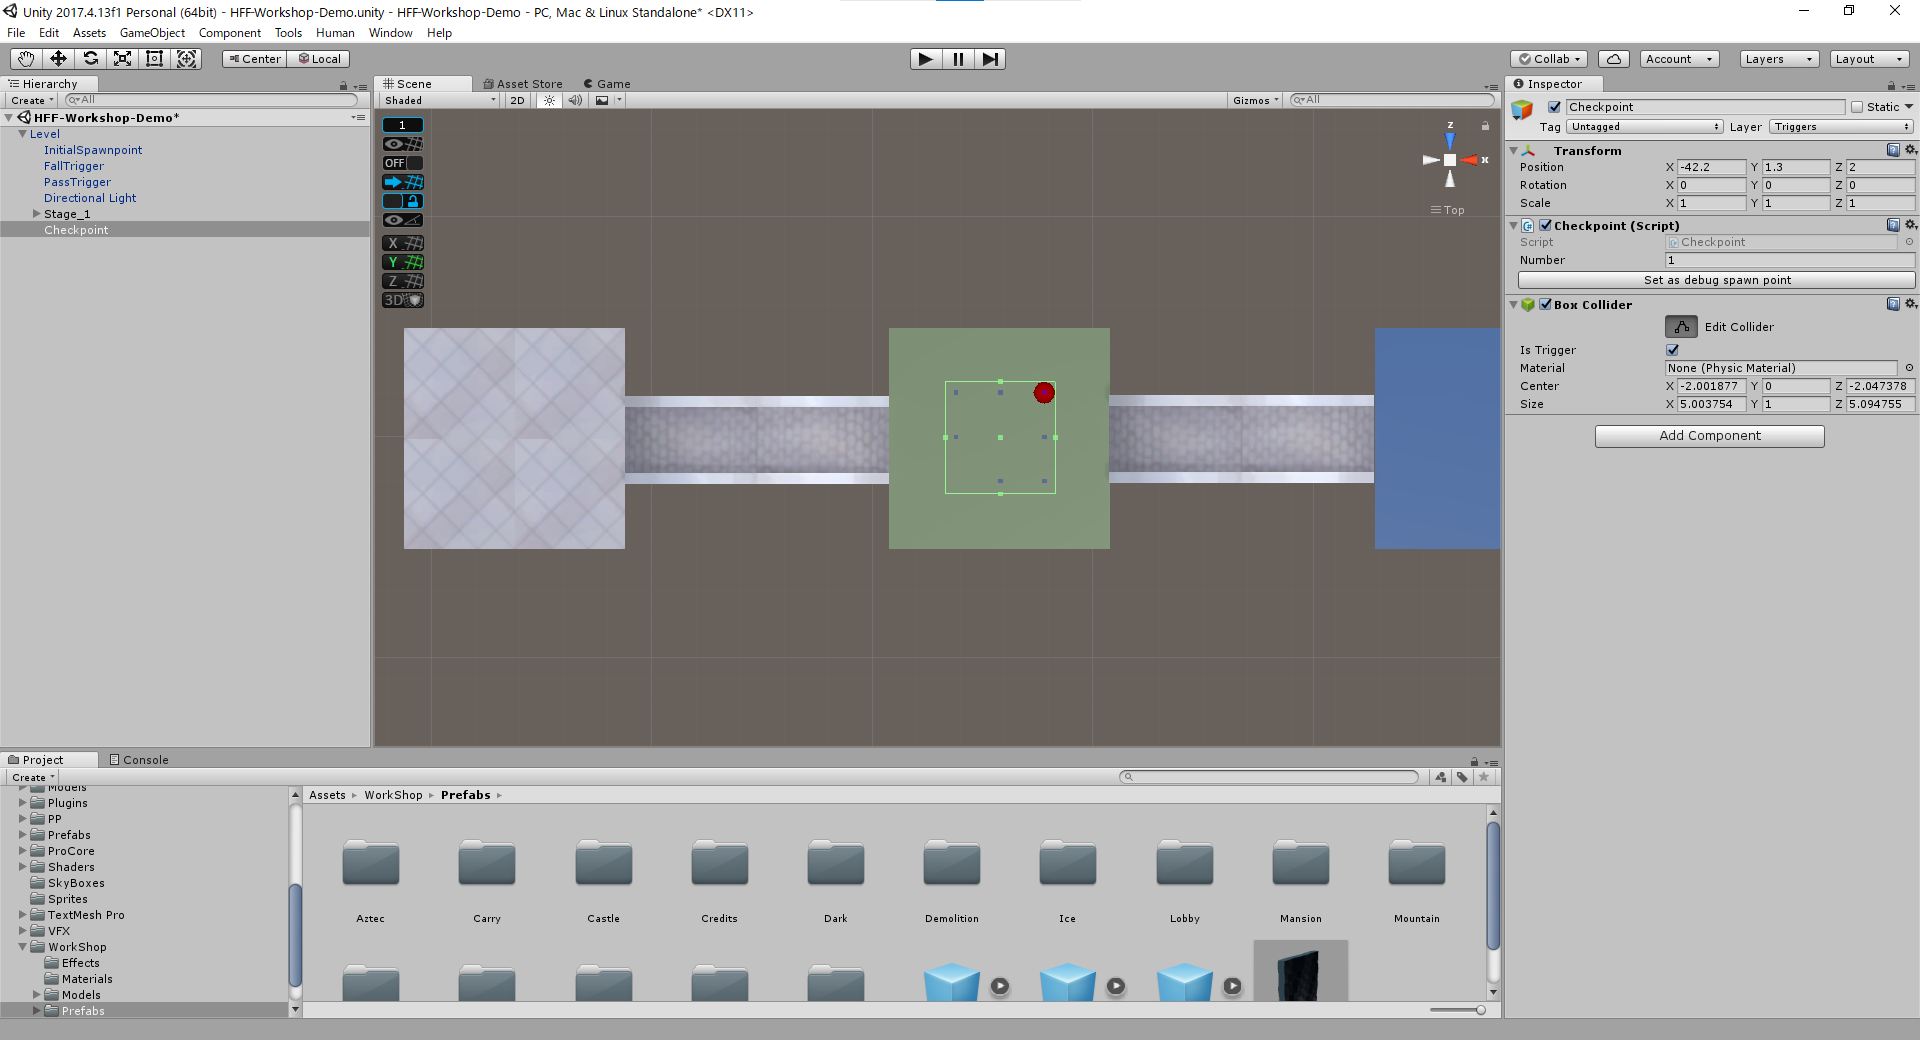 Unity 2017.4.13f1 Personal (64bit) - HFF-Workshop-Demo.unity - HFF-Workshop-Demo - PC, Mac & Linux Standalone* <DX11>
File Edit Assets GameObject Component Tools Human Window Help
Center Local
Collab Account Layers Layout
Hierarchy
Create All
HFF-Workshop-Demo*
Level
InitialSpawnpoint
FallTrigger
PassTrigger
Directional Light
Stage_1
Checkpoint
Scene Asset Store Game
Shaded 2D Gizmos All
1
OFF
X
Y
Z
3D
z
x
Top
Inspector
Checkpoint Static
Tag Untagged Layer Triggers
Transform
Position X -42.2 Y 1.3 Z 2
Rotation X 0 Y 0 Z 0
Scale X 1 Y 1 Z 1
Checkpoint (Script)
Script Checkpoint
Number 1
Set as debug spawn point
Box Collider
Edit Collider
Is Trigger
Material None (Physic Material)
Center X -2.001877 Y 0 Z -2.047378
Size X 5.003754 Y 1 Z 5.094755
Add Component
Project Console
Create
Models
Plugins
PP
Prefabs
ProCore
Shaders
SkyBoxes
Sprites
TextMesh Pro
VFX
WorkShop
Effects
Materials
Models
Prefabs
Assets WorkShop Prefabs
Aztec Carry Castle Credits Dark Demolition Ice Lobby Mansion Mountain